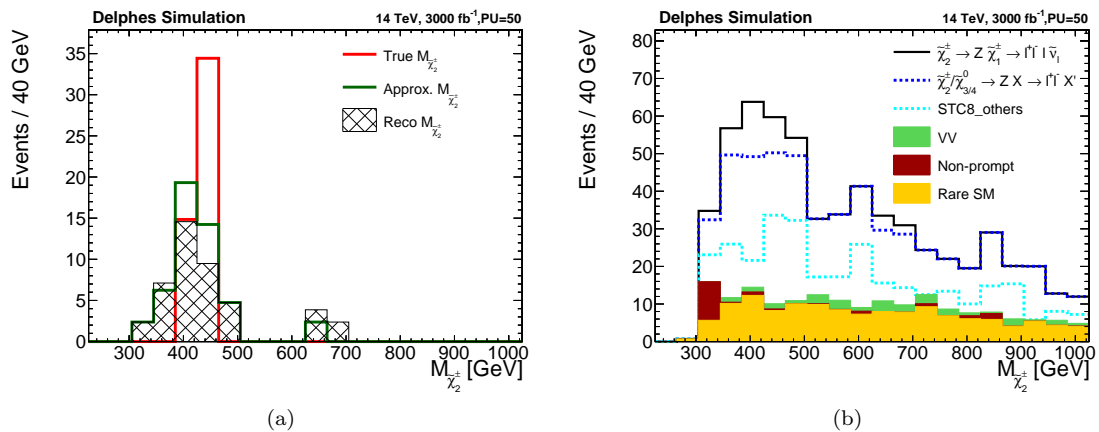 Delphes Simulation
14 TeV, 3000 fb⁻¹,PU=50
Events / 40 GeV
35
30
25
20
15
10
5
0
True M_χ̃₂±
Approx. M_χ̃₂±
Reco M_χ̃₂±
300 400 500 600 700 800 900 1000
M_χ̃₂± [GeV]
(a)
Delphes Simulation
14 TeV, 3000 fb⁻¹,PU=50
Events / 40 GeV
80
70
60
50
40
30
20
10
0
χ̃₂± → Z χ̃₁± → l⁺l⁻ l ν̃ₗ
χ̃₂±/χ̃⁰₃/₄ → Z X → l⁺l⁻ X'
STC8_others
VV
Non-prompt
Rare SM
300 400 500 600 700 800 900 1000
M_χ̃₂± [GeV]
(b)